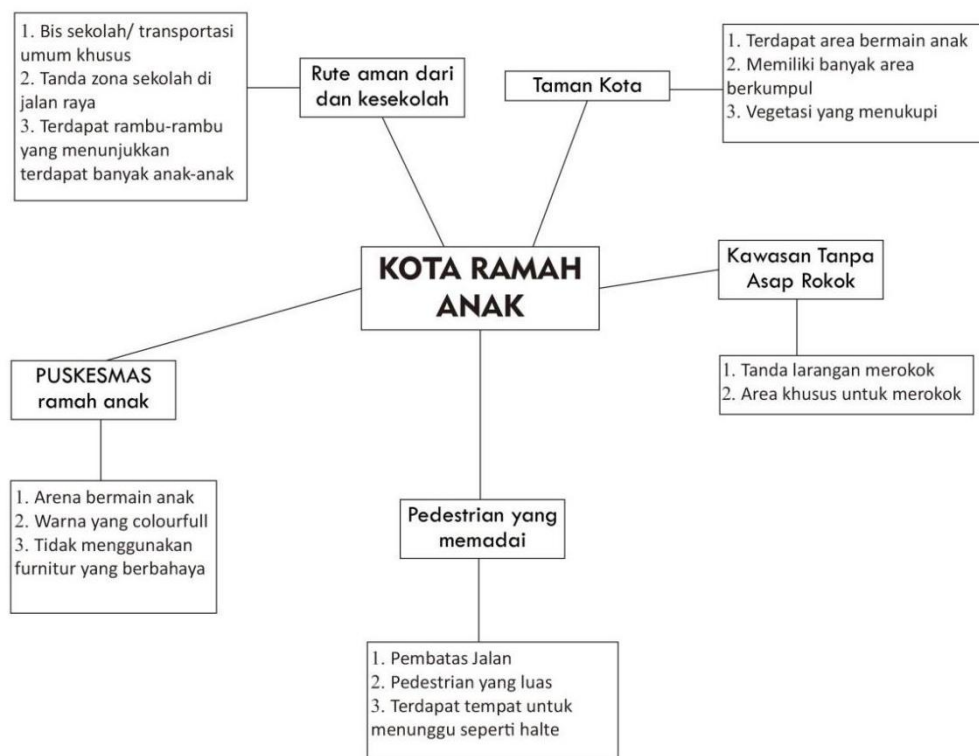 1. Bis sekolah/ transportasi
umum khusus
2. Tanda zona sekolah di
jalan raya
3. Terdapat rambu-rambu
yang menunjukkan
terdapat banyak anak-anak
Rute aman dari
dan kesekolah
Taman Kota
1. Terdapat area bermain anak
2. Memiliki banyak area
berkumpul
3. Vegetasi yang menukupi
KOTA RAMAH
ANAK
Kawasan Tanpa
Asap Rokok
1. Tanda larangan merokok
2. Area khusus untuk merokok
PUSKESMAS
ramah anak
1. Arena bermain anak
2. Warna yang colourfull
3. Tidak menggunakan
furnitur yang berbahaya
Pedestrian yang
memadai
1. Pembatas Jalan
2. Pedestrian yang luas
3. Terdapat tempat untuk
menunggu seperti halte